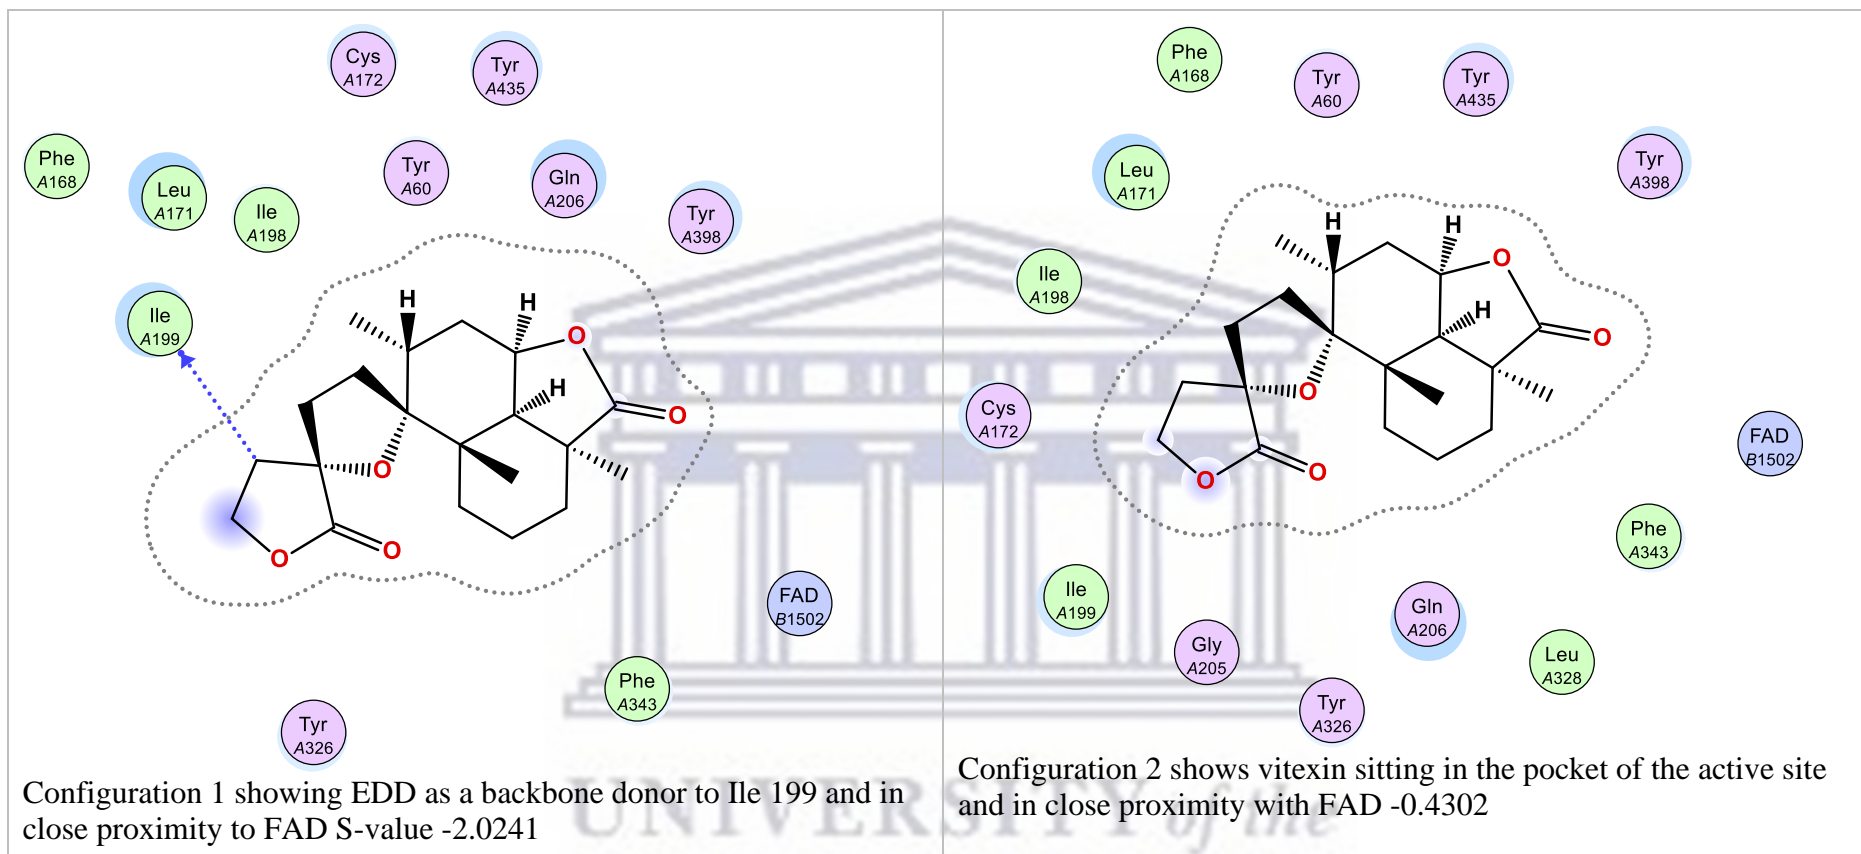 Cys
A172
Tyr
A435
Phe
A168
Leu
A171
Ile
A198
Tyr
A60
Gln
A206
Tyr
A398
Ile
A199
H
H
O
H
O
O
O
O
FAD
B1502
Phe
A343
Tyr
A326
Configuration 1 showing EDD as a backbone donor to Ile 199 and in
close proximity to FAD S-value -2.0241
Phe
A168
Tyr
A60
Tyr
A435
Leu
A171
Tyr
A398
Ile
A198
H
H
O
H
O
O
Cys
A172
O
O
FAD
B1502
Phe
A343
Ile
A199
Gly
A205
Gln
A206
Leu
A328
Tyr
A326
Configuration 2 shows vitexin sitting in the pocket of the active site
and in close proximity with FAD -0.4302
UNIVERSITY of the